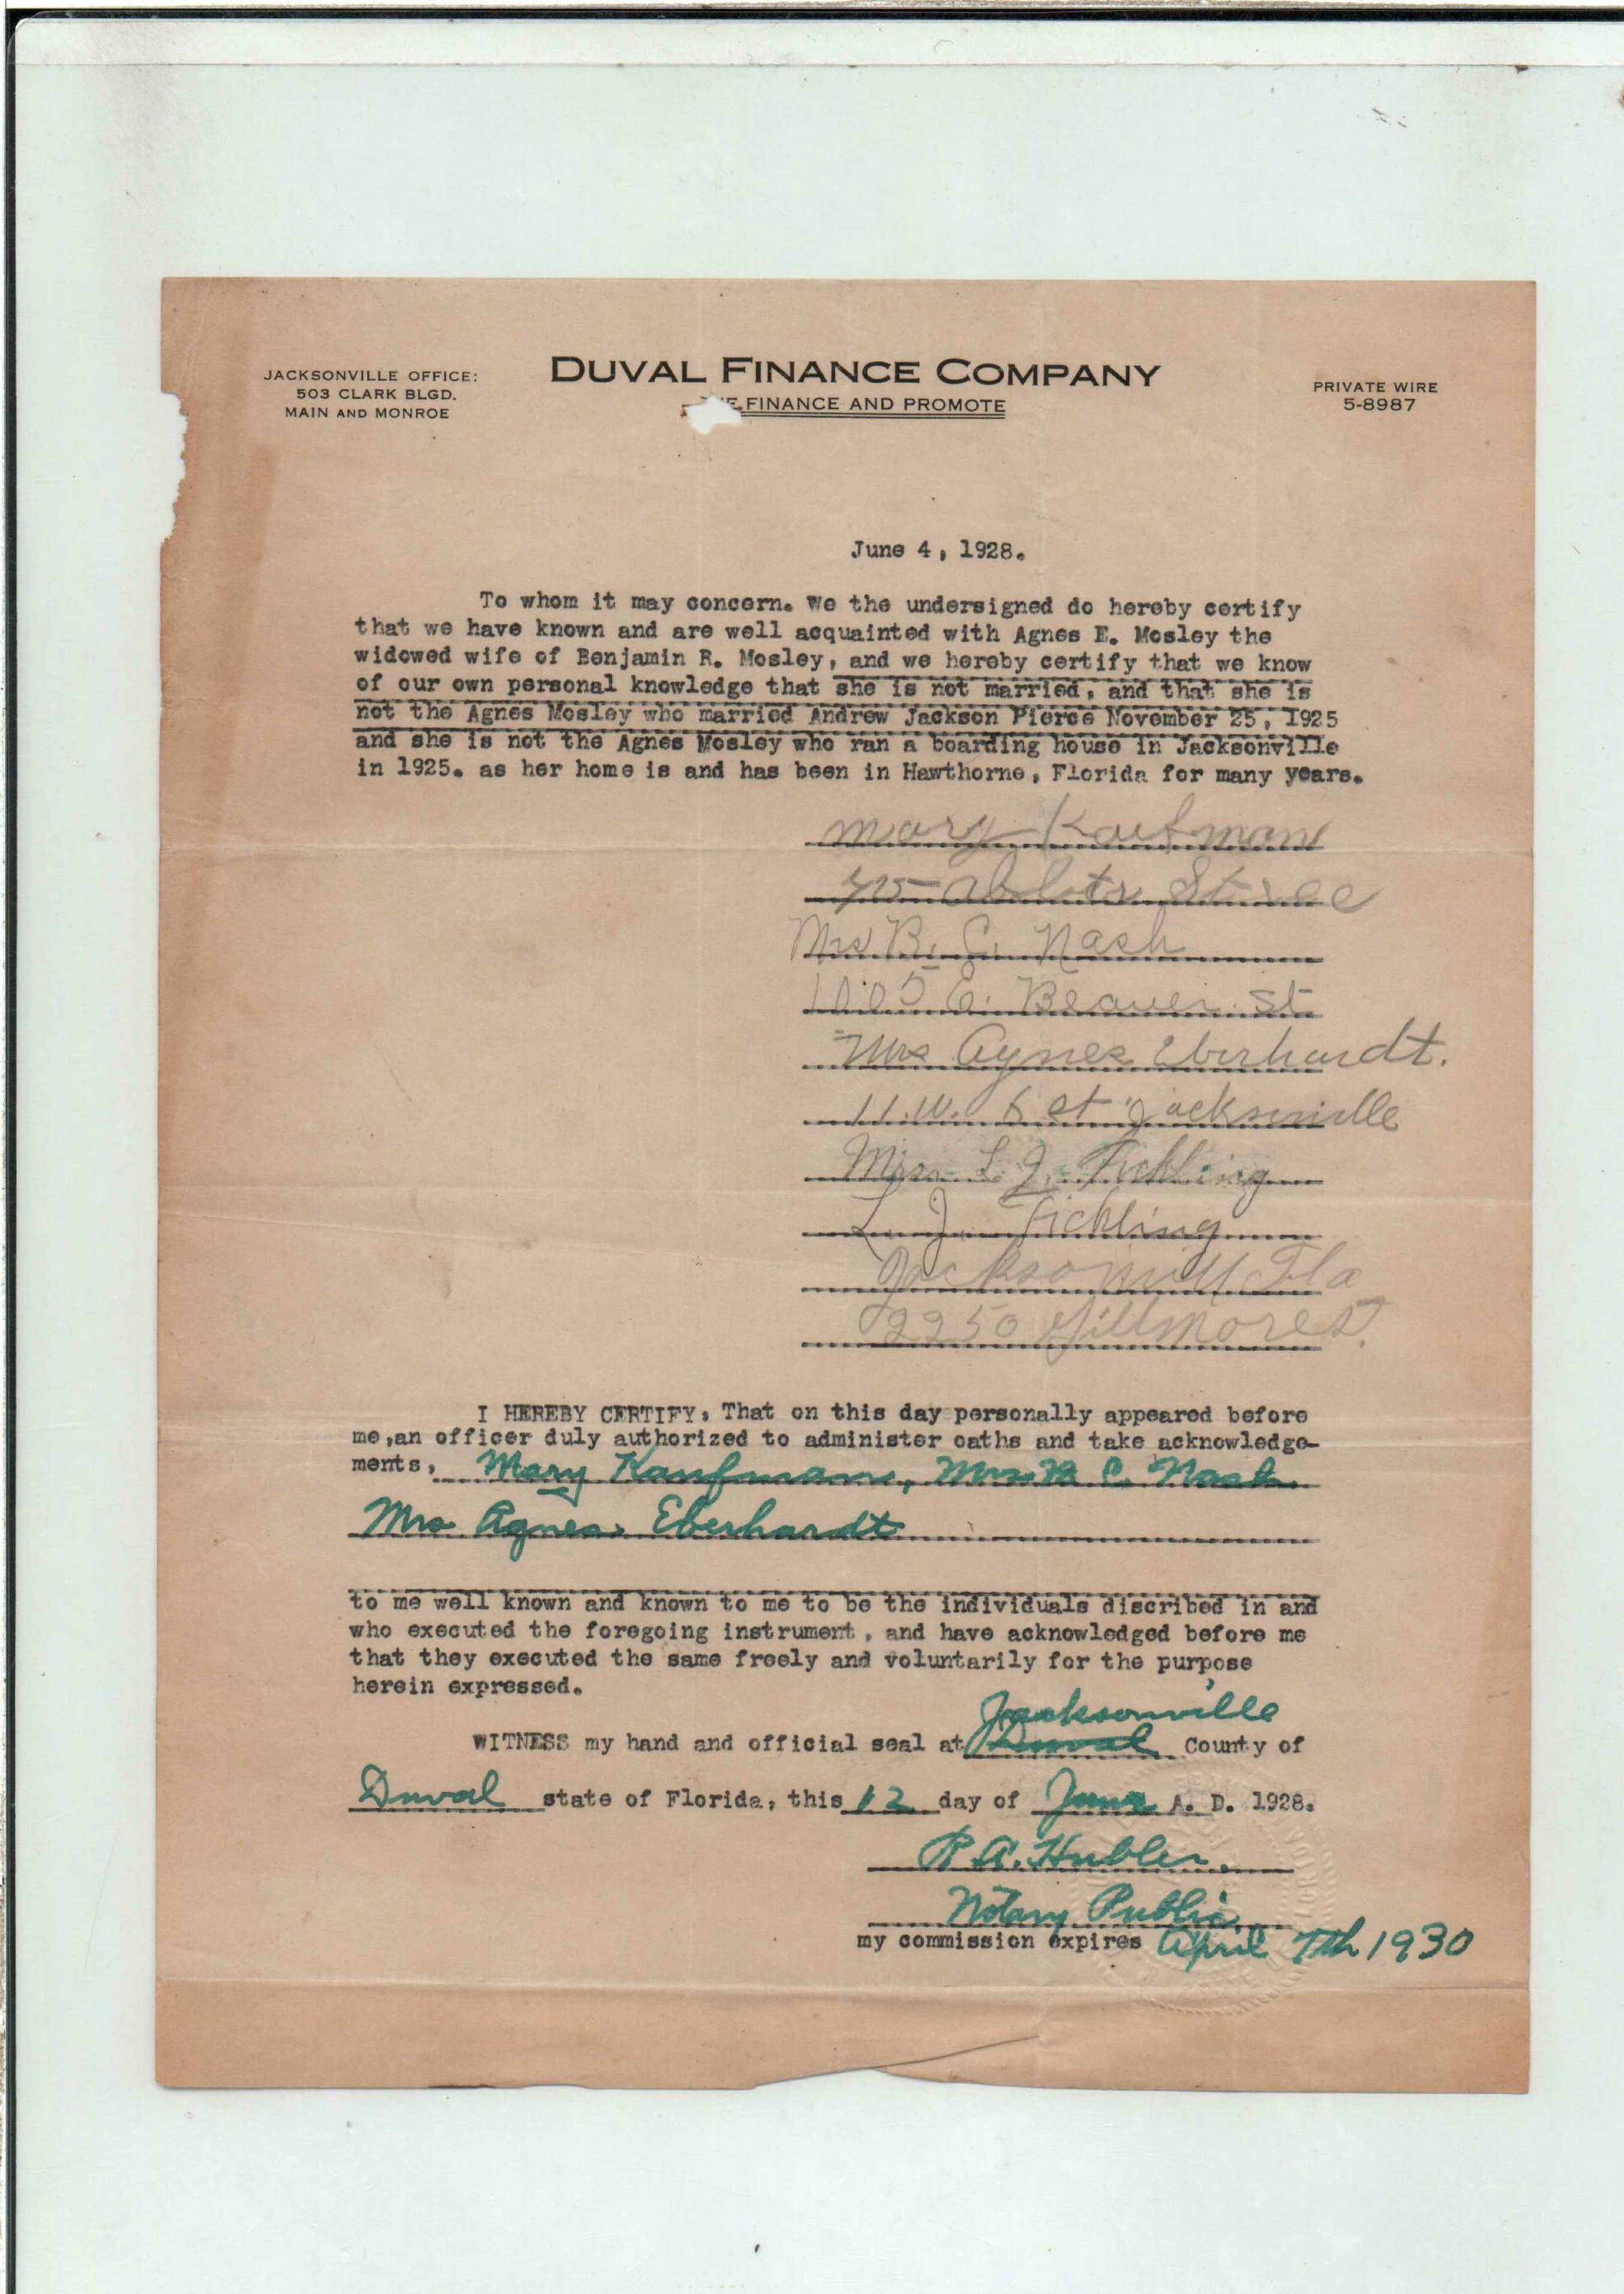 JACKSONVILLE OFFICE:
503 CLARK BLGD.
MAIN AND MONROE
DUVAL FINANCE COMPANY
FINANCE AND PROMOTE
PRIVATE WIRE
5-8987
June 4, 1928.
To whom it may concern. We the undersigned do hereby certify
that we have known and are well acquainted with Agnes E. Mosley the
widowed wife of Benjamin R. Mosley, and we hereby certify that we know
of our own personal knowledge that she is not married, and that she is
not the Agnes Mosley who married Andrew Jackson Pierce November 25, 1925
and she is not the Agnes Mosley who ran a boarding house in Jacksonville
in 1925. as her home is and has been in Hawthorne, Florida for many years.
Mary Kaufman
Mrs B. C. Nash
E. Beaver St
Mrs Agnes Eberhardt.
11 W. 6 St Jacksonville
Mrs. L. J. Fickling
L. J. Fickling
Jacksonvill Fla
2250 Gillmore St.
I HEREBY CERTIFY, That on this day personally appeared before
me,an officer duly authorized to administer oaths and take acknowledge-
ments, Mary Kaufmann, Mrs. B C. Nash
Mrs Agnes Eberhardt
to me well known and known to me to be the individuals discribed in and
who executed the foregoing instrument, and have acknowledged before me
that they executed the same freely and voluntarily for the purpose
herein expressed.
Jacksonville
WITNESS my hand and official seal at Duval County of
Duval state of Florida, this 12 day of June A. D. 1928.
R. A. Hubler.
Notary Public
my commission expires April 7th 1930